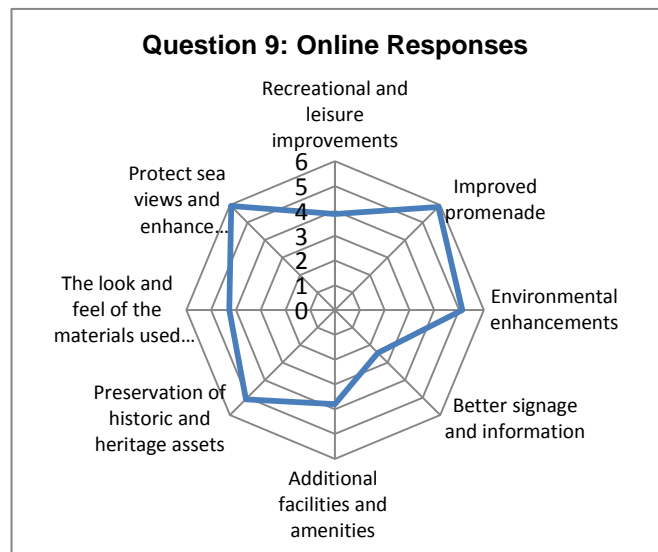 Question 9: Online Responses
Recreational and
leisure
improvements
Improved
promenade
Environmental
enhancements
Better signage
and information
Additional
facilities and
amenities
Preservation of
historic and
heritage assets
The look and
feel of the
materials used...
Protect sea
views and
enhance...
6
5
4
3
2
1
0